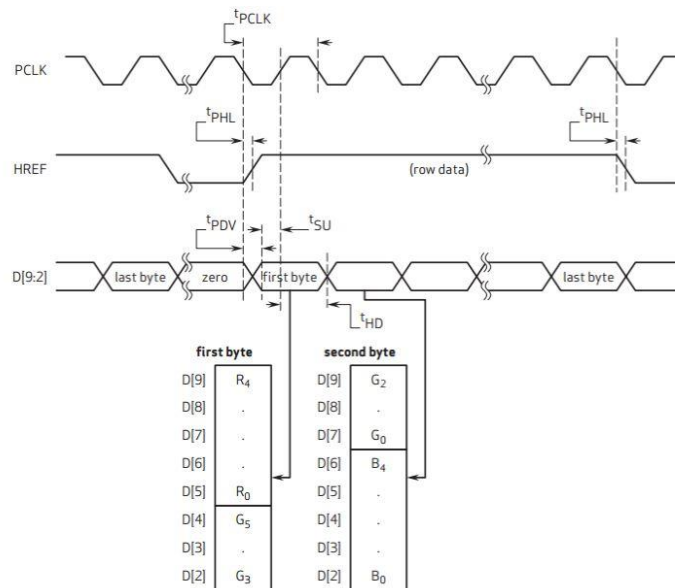 tPCLK
PCLK
tPHL
tPHL
HREF
(row data)
tPDV
tSU
D[9:2]
last byte
zero
first byte
last byte
tHD
first byte
second byte
D[9] R4 D[9] G2
D[8] . D[8] .
D[7] . D[7] G0
D[6] . D[6] B4
D[5] R0 D[5] .
D[4] G5 D[4] .
D[3] . D[3] .
D[2] G3 D[2] B0